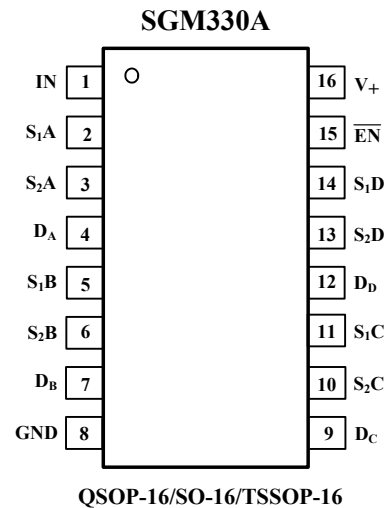 SGM330A
IN 1 16 V+
S1A 2 15 EN
S2A 3 14 S1D
DA 4 13 S2D
S1B 5 12 DD
S2B 6 11 S1C
DB 7 10 S2C
GND 8 9 DC
QSOP-16/SO-16/TSSOP-16